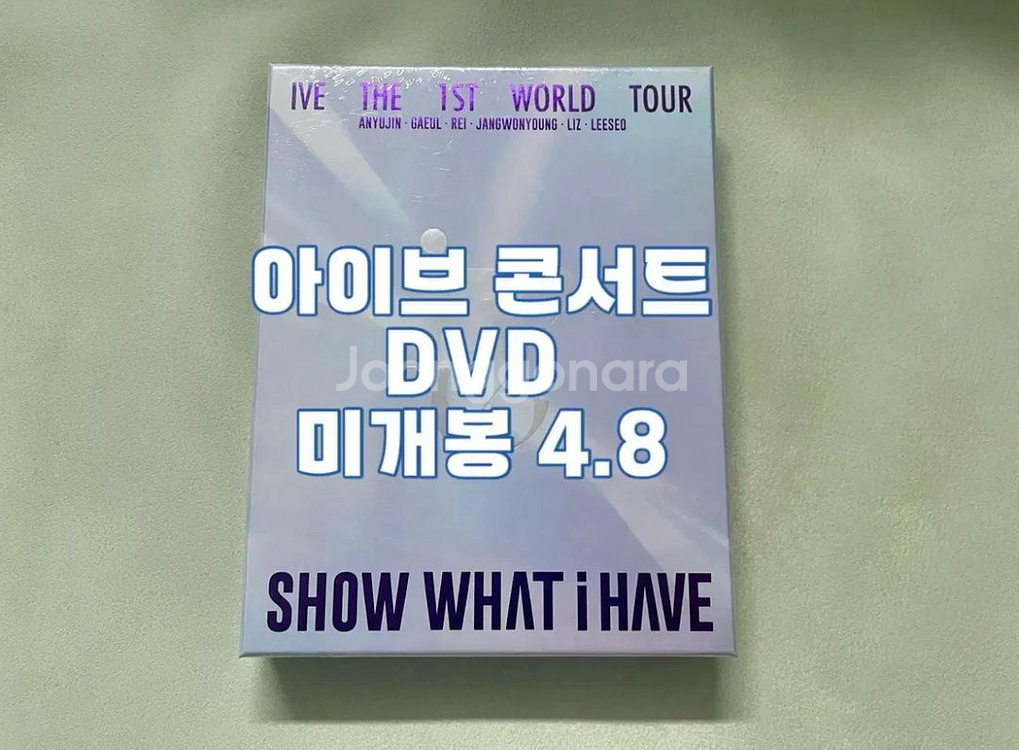 IVE THE 1ST WORLD TOUR
ANYUJIN · GAEUL · REI · JANGWONYOUNG · LIZ · LEESEO
아이브 콘서트
DVD
Joonggonara
미개봉 4.8
SHOW WHAT i HAVE